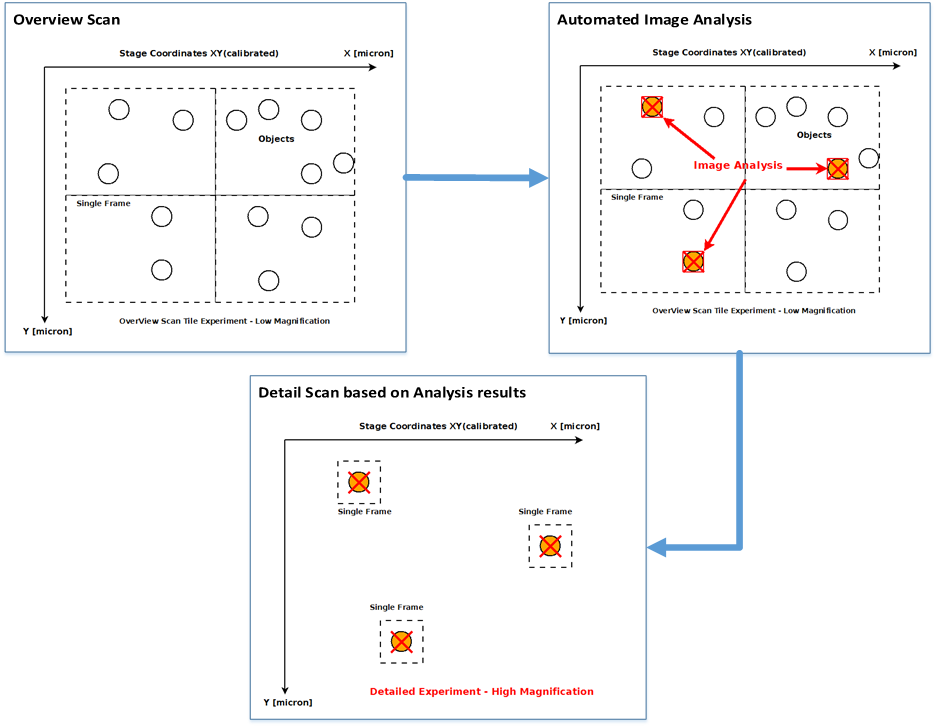 Overview Scan
Stage Coordinates XY(calibrated) X [micron]
Objects
Single Frame
OverView Scan Tile Experiment - Low Magnification
Y [micron]
Automated Image Analysis
Stage Coordinates XY(calibrated) X [micron]
Objects
Image Analysis
Single Frame
OverView Scan Tile Experiment - Low Magnification
Y [micron]
Detail Scan based on Analysis results
Stage Coordinates XY(calibrated) X [micron]
Single Frame
Single Frame
Single Frame
Detailed Experiment - High Magnification
Y [micron]